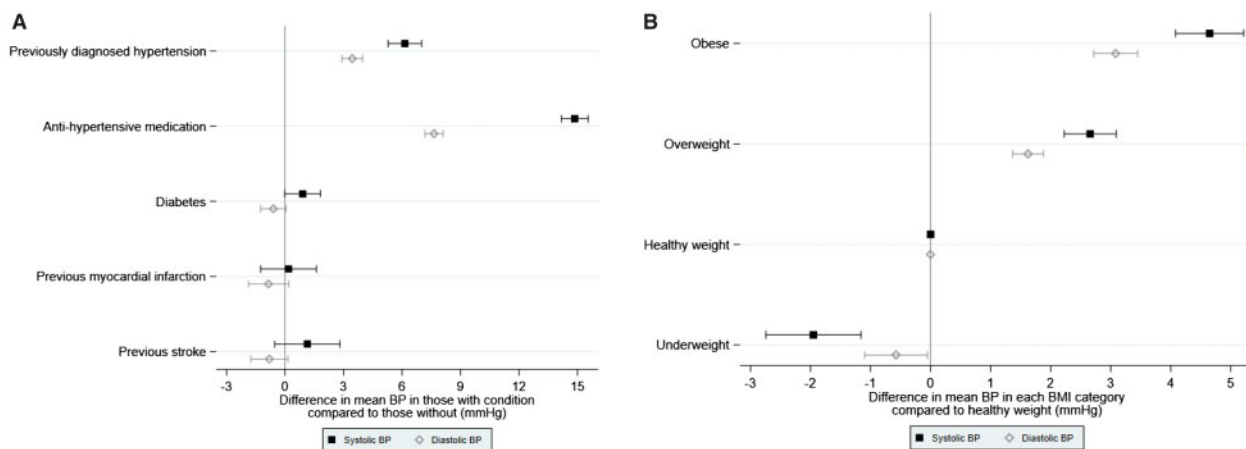 A
Previously diagnosed hypertension
Anti-hypertensive medication
Diabetes
Previous myocardial infarction
Previous stroke
-3 0 3 6 9 12 15
Difference in mean BP in those with condition
compared to those without (mmHg)
Systolic BP Diastolic BP
B
Obese
Overweight
Healthy weight
Underweight
-3 -2 -1 0 1 2 3 4 5
Difference in mean BP in each BMI category
compared to healthy weight (mmHg)
Systolic BP Diastolic BP